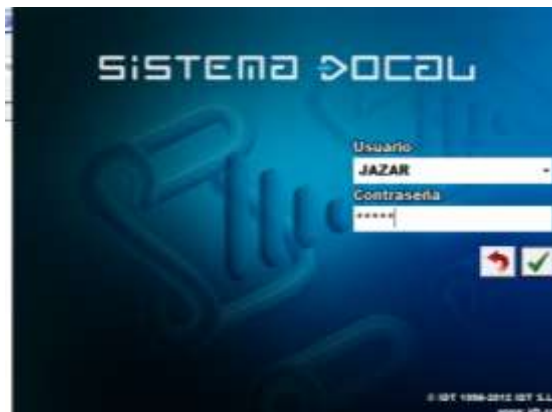 SiSTEMA DOCAL
Usuario
JAZAR
Contraseña
*****
© IDT 1996-2012 IDT S.L